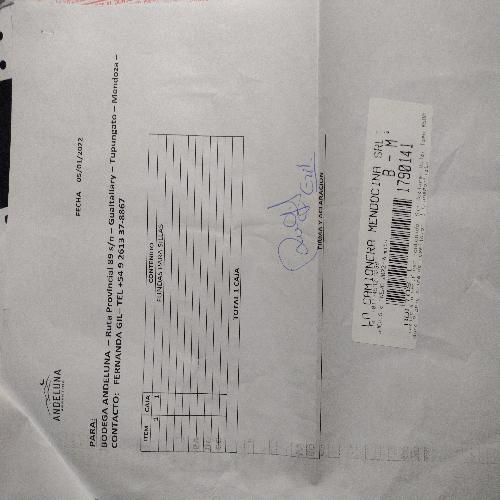 ANDELUNA
FECHA 05/01/2022
PARA:
BODEGA ANDELUNA – Ruta Provincial 89 s/n – Gualtallary – Tupungato – Mendoza –
CONTACTO: FERNANDA GIL– TEL +54 9 2613 37-8867
ITEM CAJA CONTENIDO
1 1 FUNDAS PARA SILLAS
TOTAL 1 CAJA
Gil
FIRMA Y ACLARACION
LA CAMIONERA MENDOCINA SRL
B - M
1790141